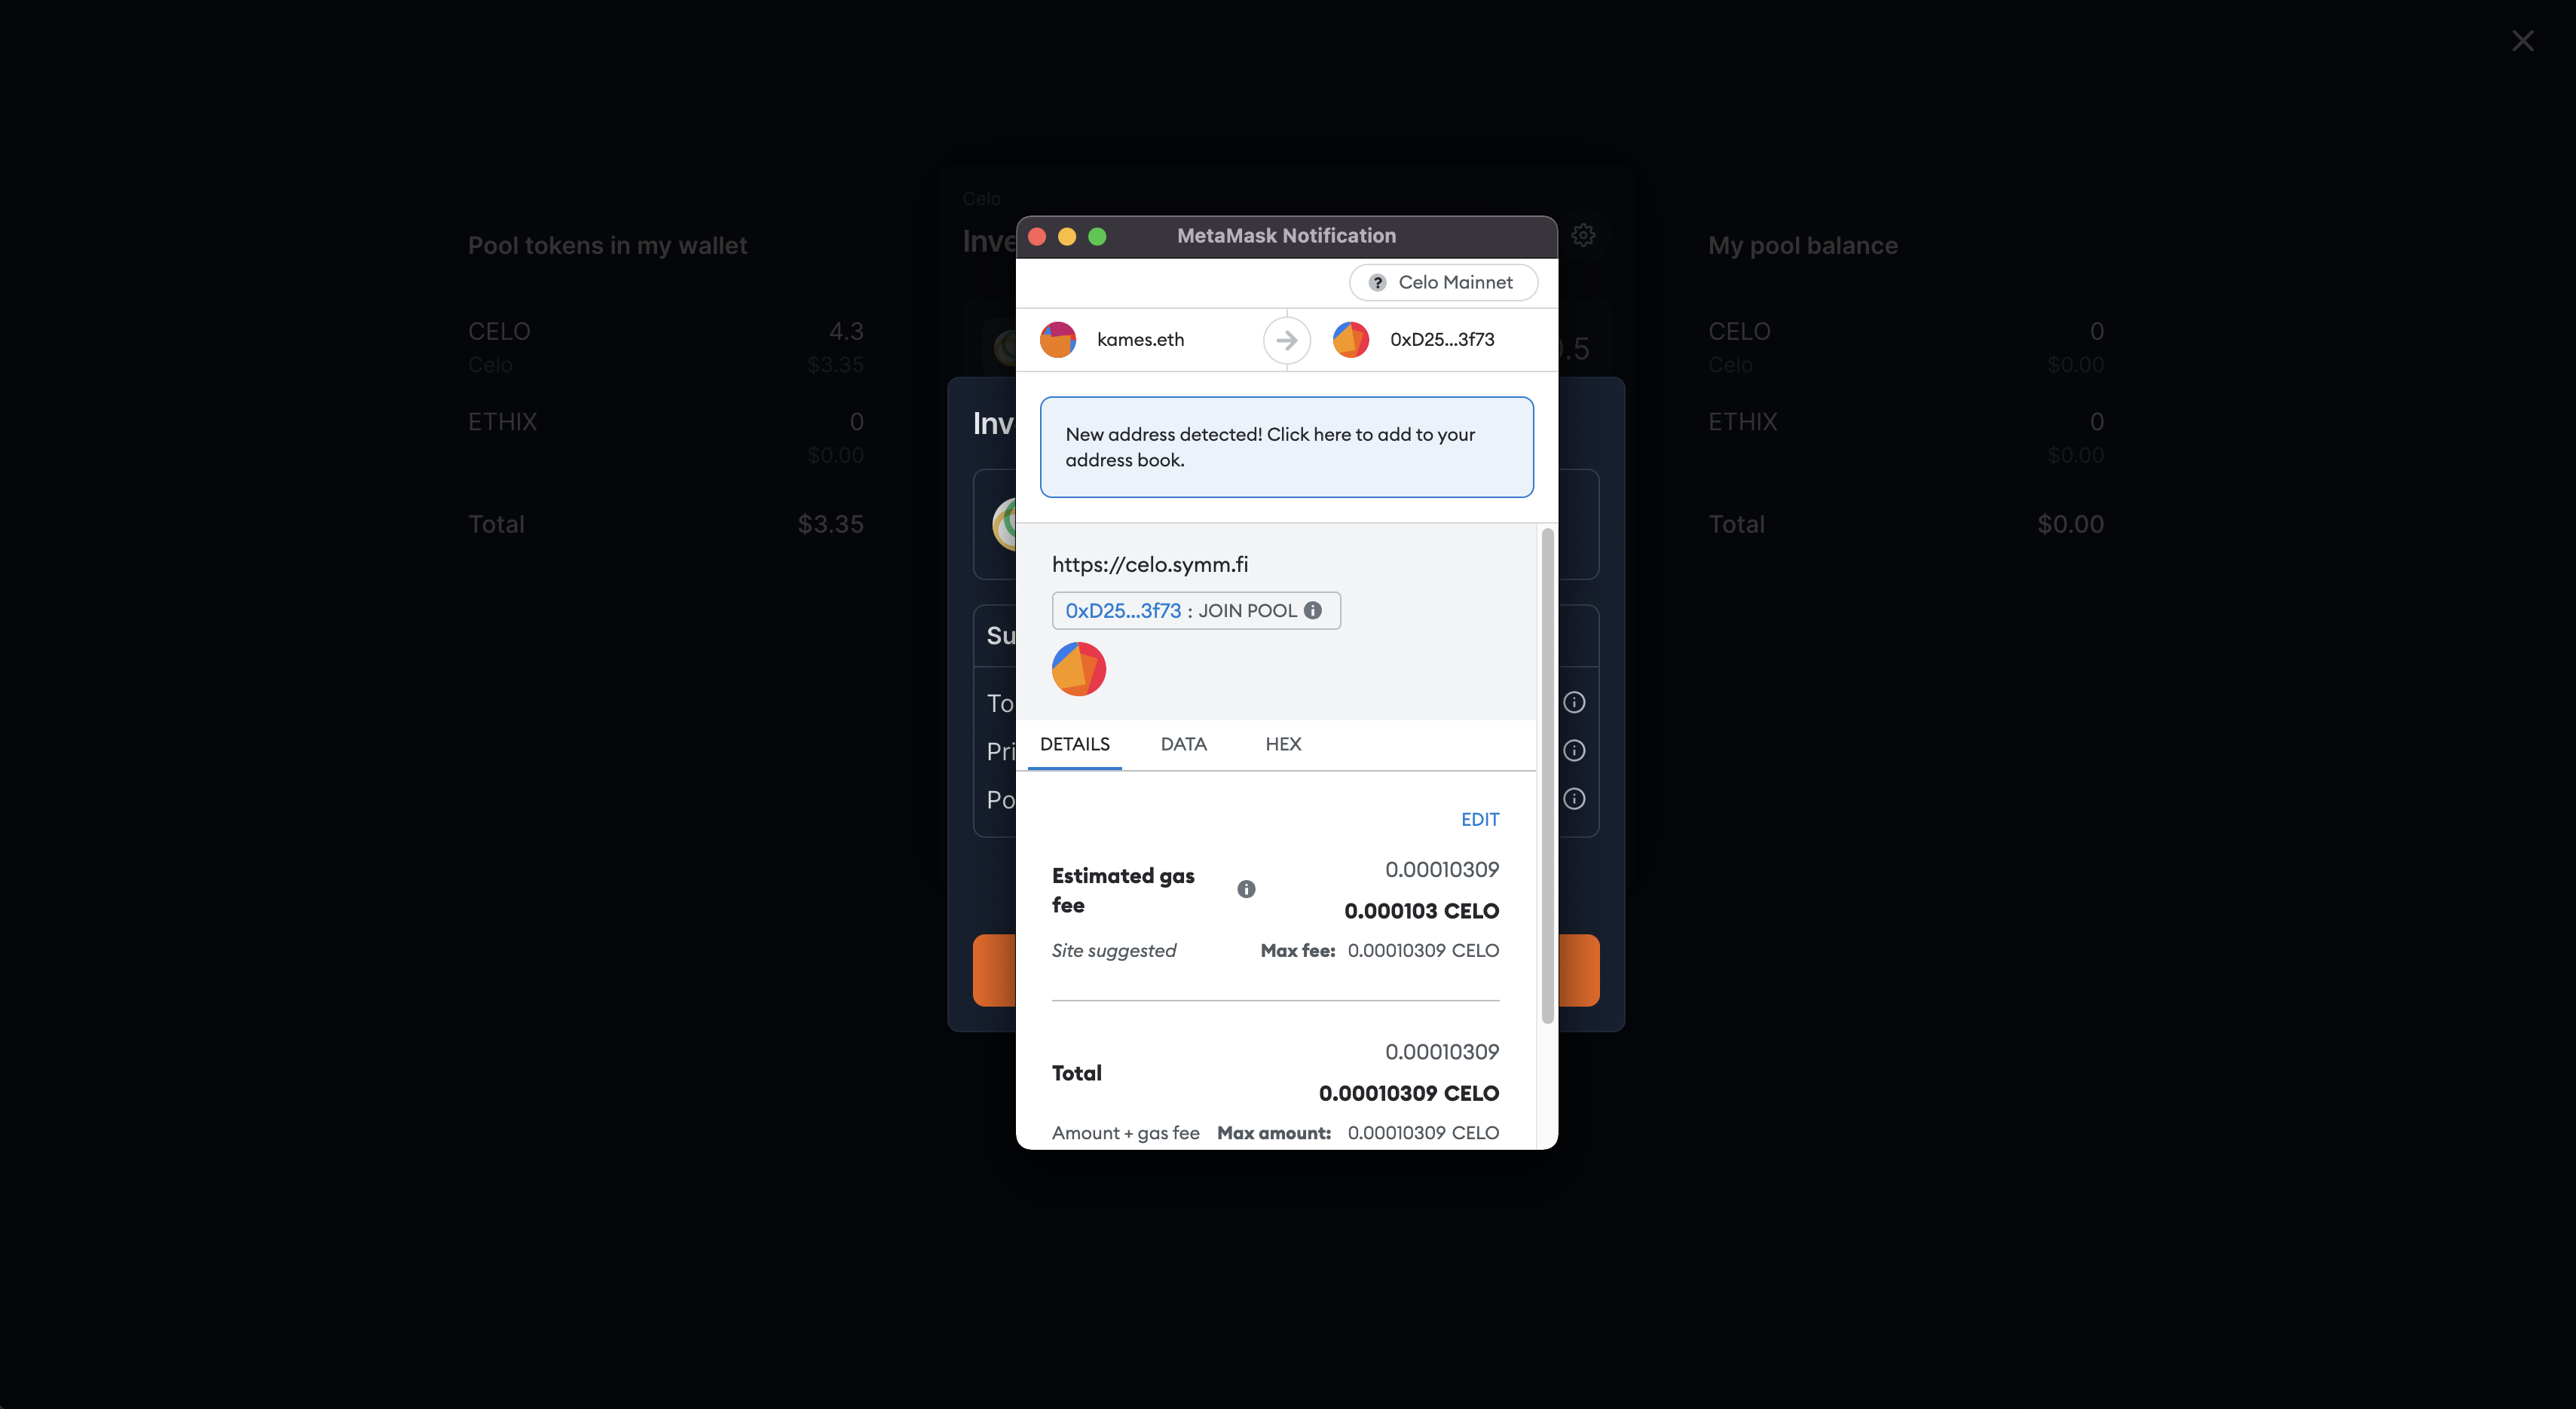 Pool tokens in my wallet
CELO 4.3
Celo $3.35
ETHIX 0
$0.00
Total $3.35
Celo
Inve
.5
Inv
Su
To
Pri
Po
MetaMask Notification
? Celo Mainnet
kames.eth 0xD25...3f73
New address detected! Click here to add to your
address book.
https://celo.symm.fi
0xD25...3f73 : JOIN POOL
DETAILS DATA HEX
EDIT
Estimated gas
fee
0.00010309
0.000103 CELO
Site suggested Max fee: 0.00010309 CELO
Total
0.00010309
0.00010309 CELO
Amount + gas fee Max amount: 0.00010309 CELO
My pool balance
CELO 0
Celo $0.00
ETHIX 0
$0.00
Total $0.00